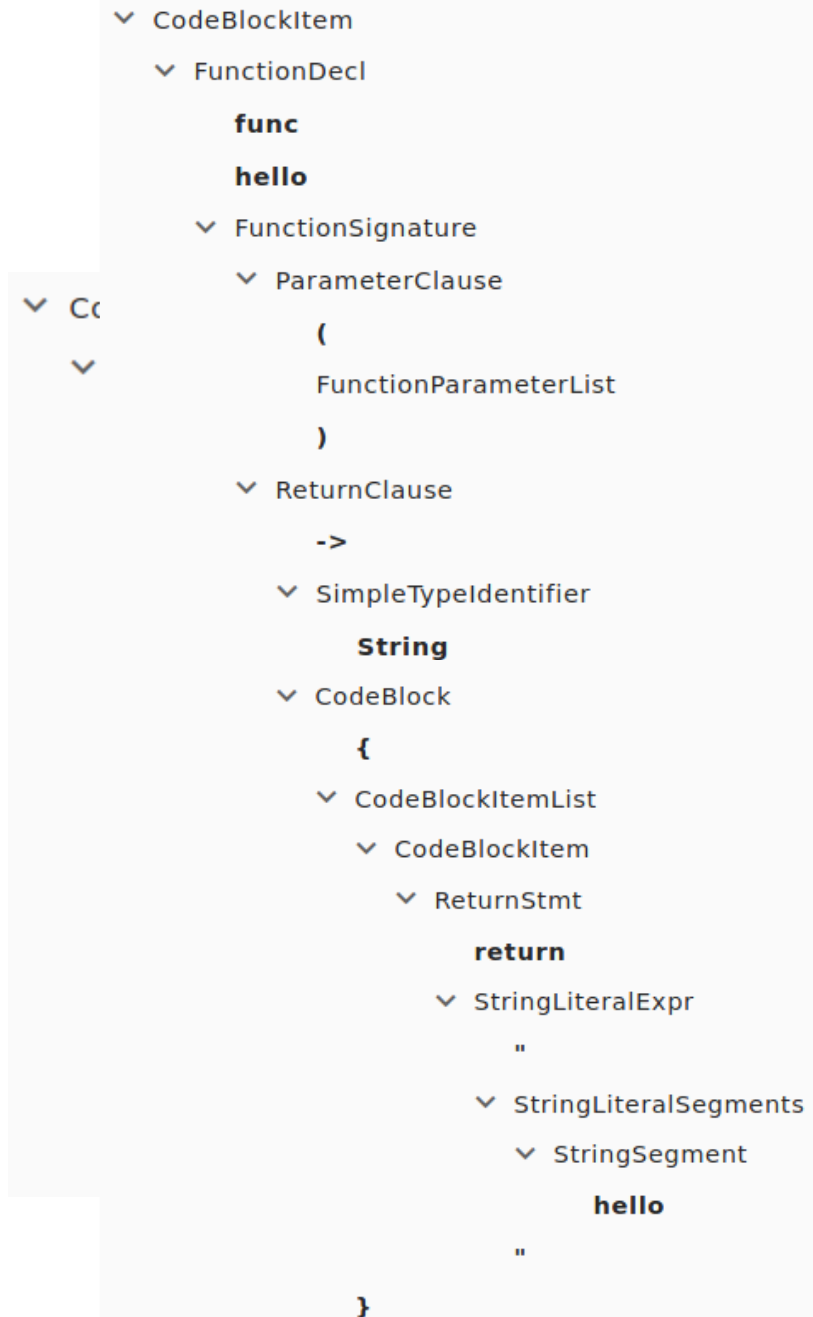 CodeBlockItem
FunctionDecl
func
hello
FunctionSignature
ParameterClause
(
FunctionParameterList
)
ReturnClause
->
SimpleTypeIdentifier
String
CodeBlock
{
CodeBlockItemList
CodeBlockItem
ReturnStmt
return
StringLiteralExpr
"
StringLiteralSegments
StringSegment
hello
"
}